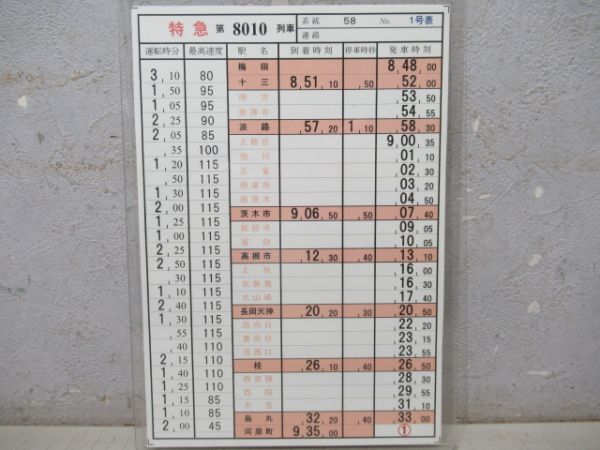 特急 第 8010 列車 系統 58 No. 1号表
連絡
運転時分 最高速度 駅名 到着時刻 停車時秒 発車時刻
梅田 8,48,00
3,10 80 十三 8,51,10 ,50 ,52,00
1,50 95 南方 ,53,50
1,05 95 崇禅寺 ,54,55
2,25 90 淡路 ,57,20 1,10 ,58,30
2,05 85 上新庄 9,00,35
,35 100 相川 ,01,10
1,20 115 正雀 ,02,30
,50 115 摂津市 ,03,20
1,30 115 南茨木 ,04,50
2,00 115 茨木市 9,06,50 ,50 ,07,40
1,25 115 総持寺 ,09,05
1,00 115 富田 ,10,05
2,25 115 高槻市 ,12,30 ,40 ,13,10
2,50 115 上牧 ,16,00
,30 115 水無瀬 ,16,30
1,10 115 大山崎 ,17,40
2,40 115 長岡天神 ,20,20 ,30 ,20,50
1,30 115 西向日 ,22,20
,55 115 東向日 ,23,15
,40 115 洛西口 ,23,55
2,15 110 桂 ,26,10 ,40 ,26,50
1,40 110 西京極 ,28,30
1,25 110 西院 ,29,55
1,15 110 大宮 ,31,10
1,10 85 烏丸 ,32,20 ,40 ,33,00
2,00 45 河原町 9,35,00 ①